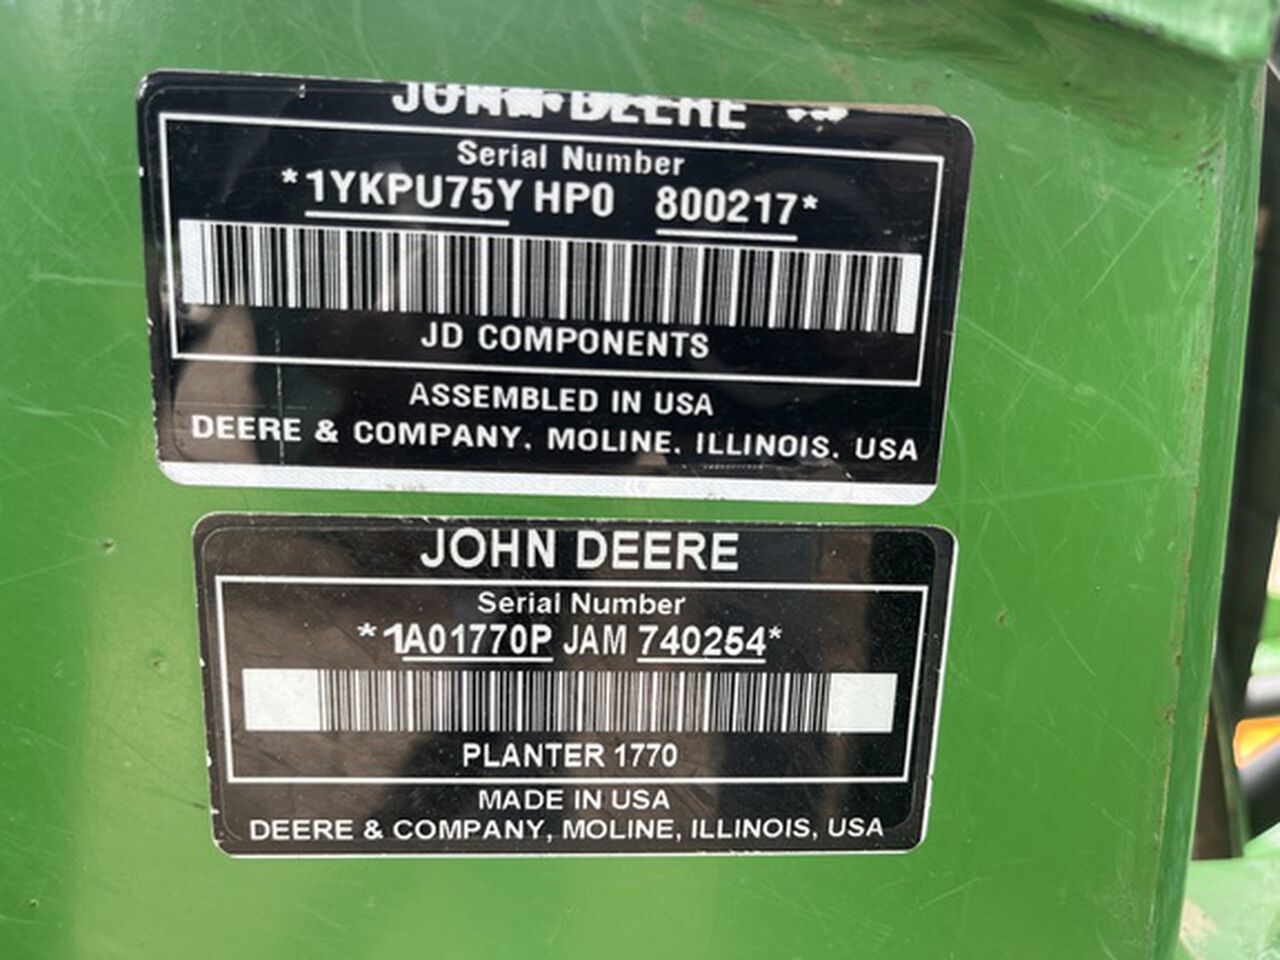 JOHN DEERE
Serial Number
*1YKPU75Y HP0 800217*
JD COMPONENTS
ASSEMBLED IN USA
DEERE & COMPANY, MOLINE, ILLINOIS, USA
JOHN DEERE
Serial Number
*1A01770P JAM 740254*
PLANTER 1770
MADE IN USA
DEERE & COMPANY, MOLINE, ILLINOIS, USA